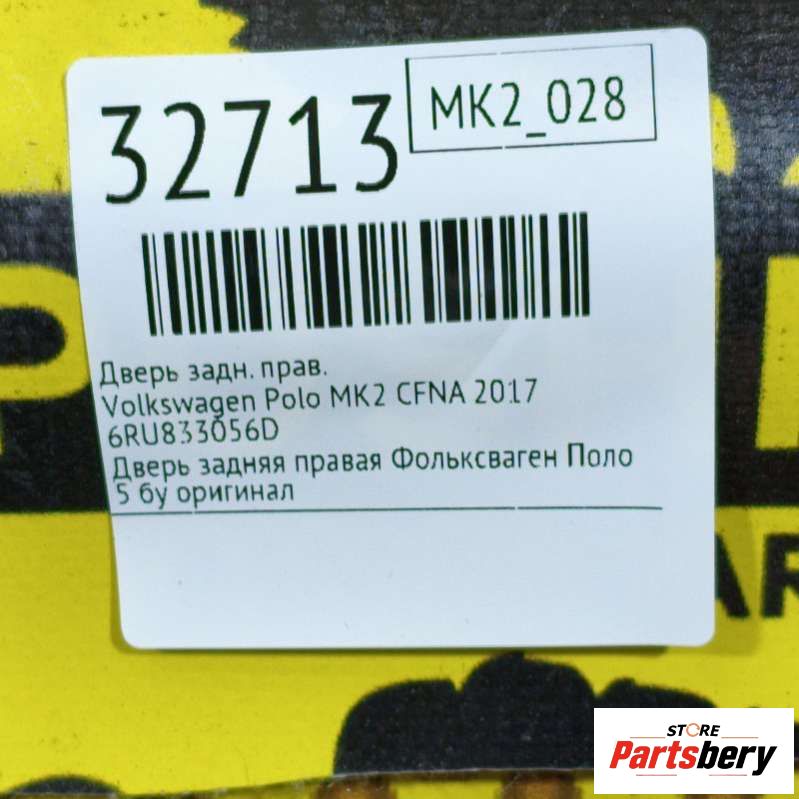 32713
MK2_028
Дверь задн. прав.
Volkswagen Polo MK2 CFNA 2017
6RU833056D
Дверь задняя правая Фольксваген Поло
5 бу оригинал
STORE
Partsbery